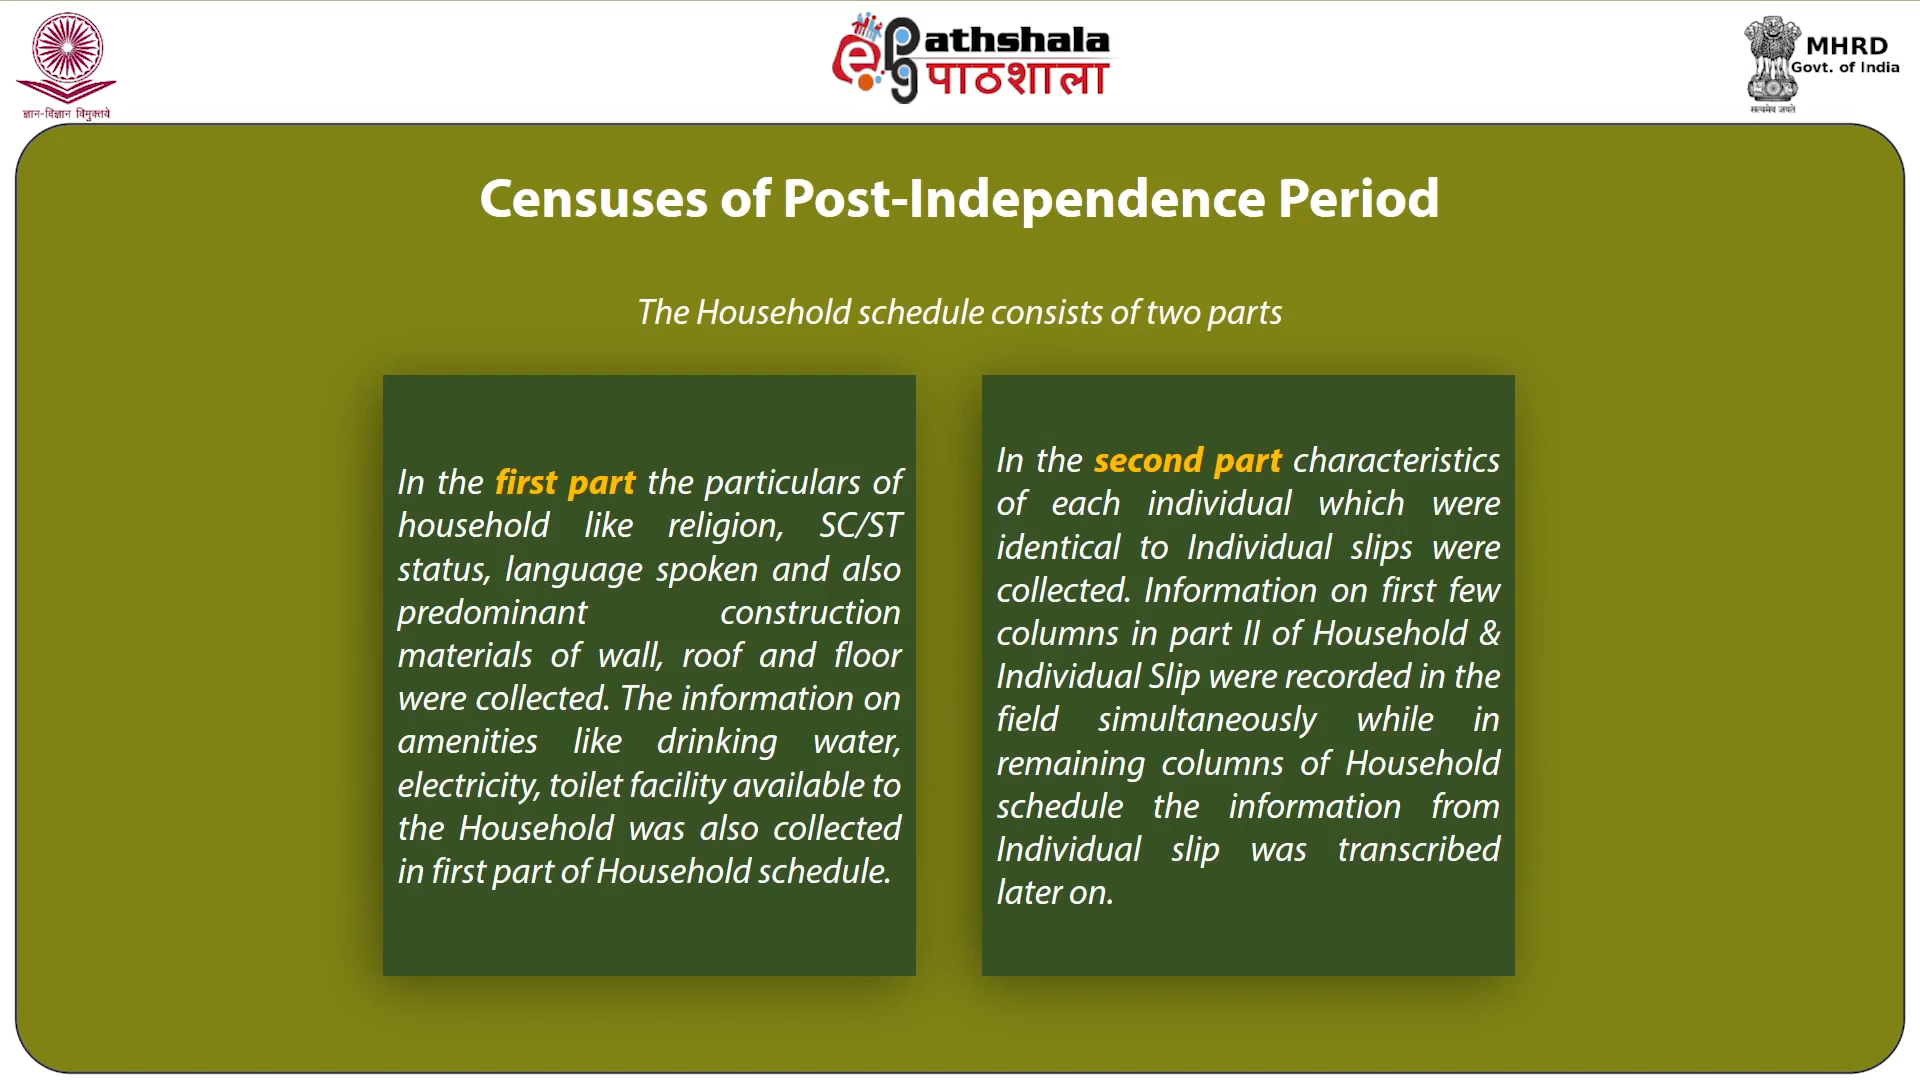 ज्ञान-विज्ञान विमुक्तये
e
Pg
athshala
पाठशाला
सत्यमेव जयते
MHRD
Govt. of India
Censuses of Post-Independence Period
The Household schedule consists of two parts
In the first part the particulars of
household like religion, SC/ST
status, language spoken and also
predominant construction
materials of wall, roof and floor
were collected. The information on
amenities like drinking water,
electricity, toilet facility available to
the Household was also collected
in first part of Household schedule.
In the second part characteristics
of each individual which were
identical to Individual slips were
collected. Information on first few
columns in part II of Household &
Individual Slip were recorded in the
field simultaneously while in
remaining columns of Household
schedule the information from
Individual slip was transcribed
later on.